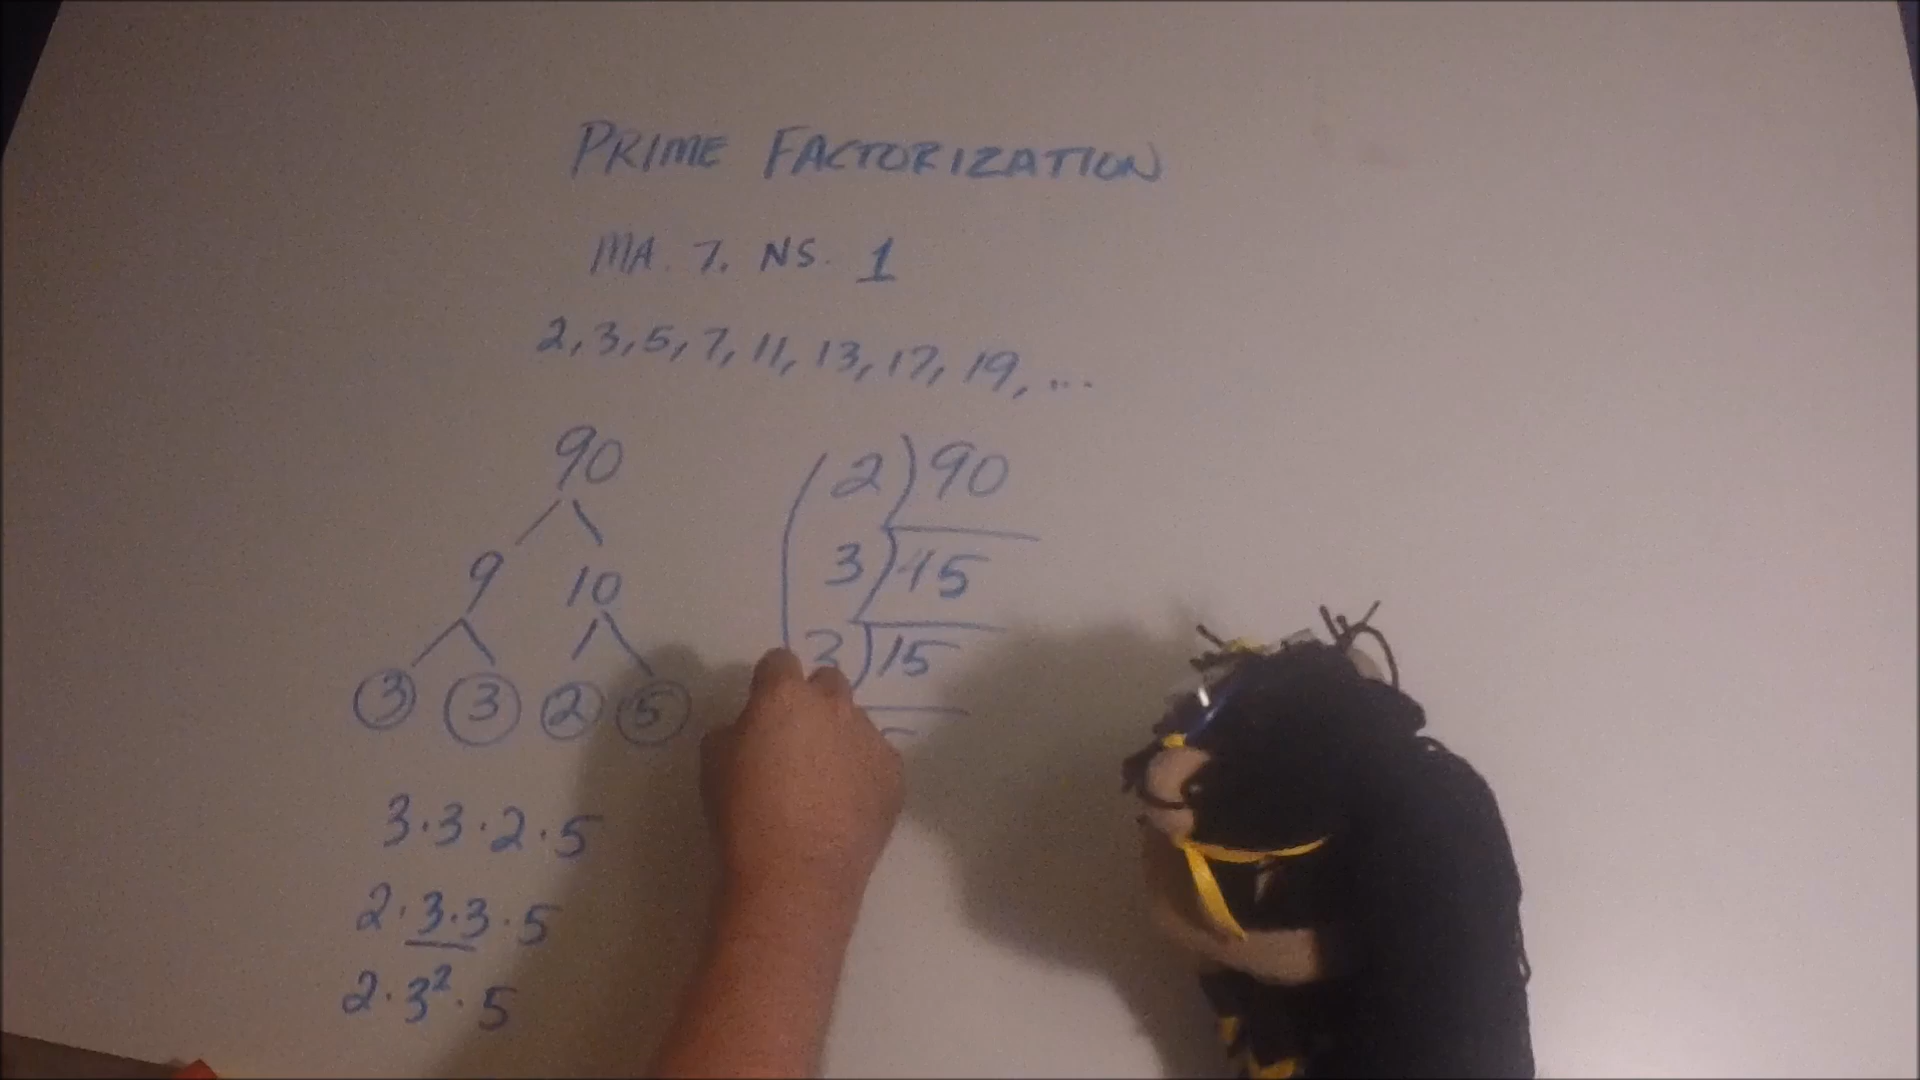 PRIME FACTORIZATION
MA. 7. NS. 1
2, 3, 5, 7, 11, 13, 17, 19, ...
90
9 10
3 3 2 5
3·3·2·5
2·3·3·5
2·3²·5
2)90
3)45
3)15